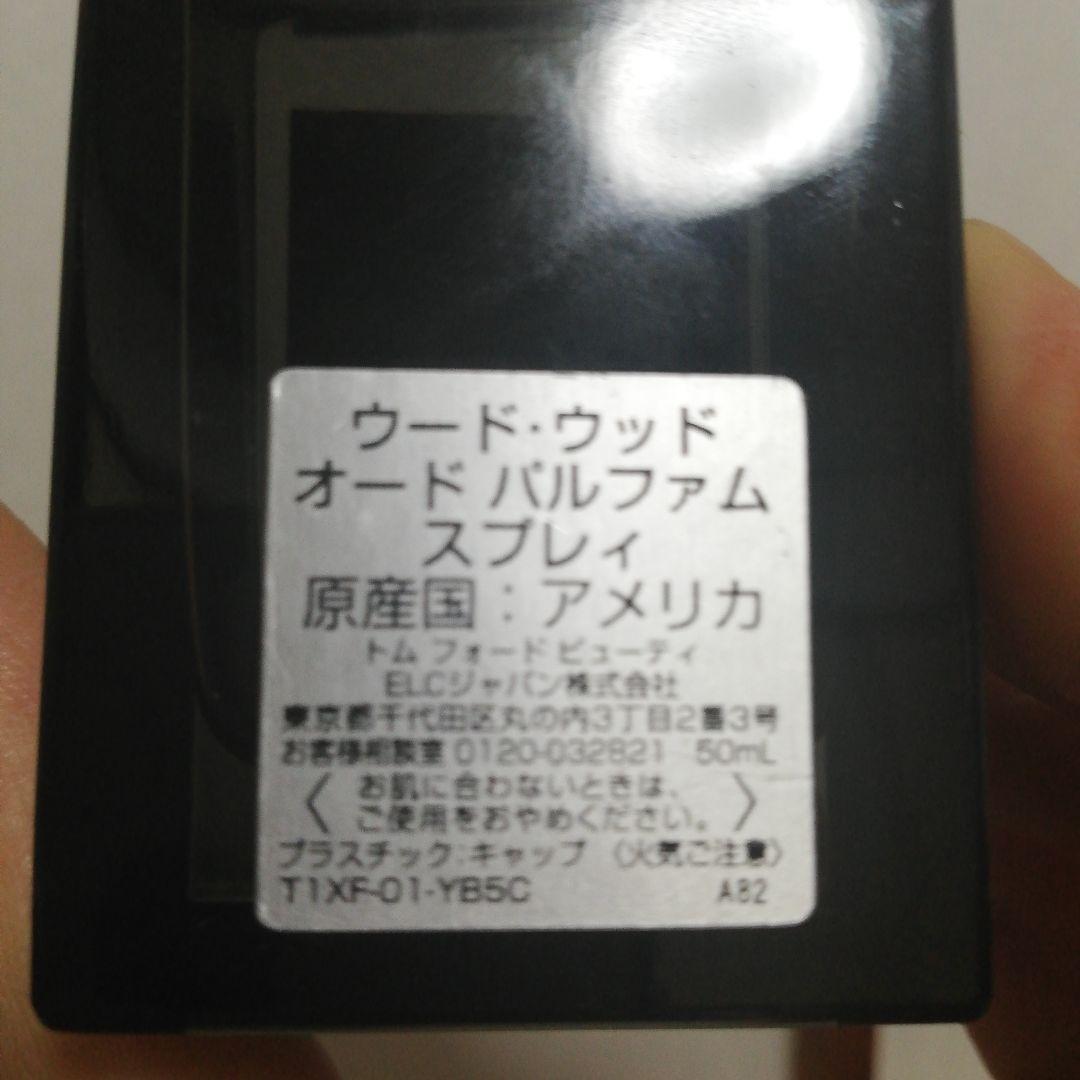 ウード・ウッド
オード パルファム
スプレィ
原産国：アメリカ
トム フォード ビューティ
ELCジャパン株式会社
東京都千代田区丸の内3丁目2番3号
お客様相談室 0120-032821 50mL
〈お肌に合わないときは、
ご使用をおやめください。〉
プラスチック:キャップ 〈火気ご注意〉
T1XF-01-YB5C A82